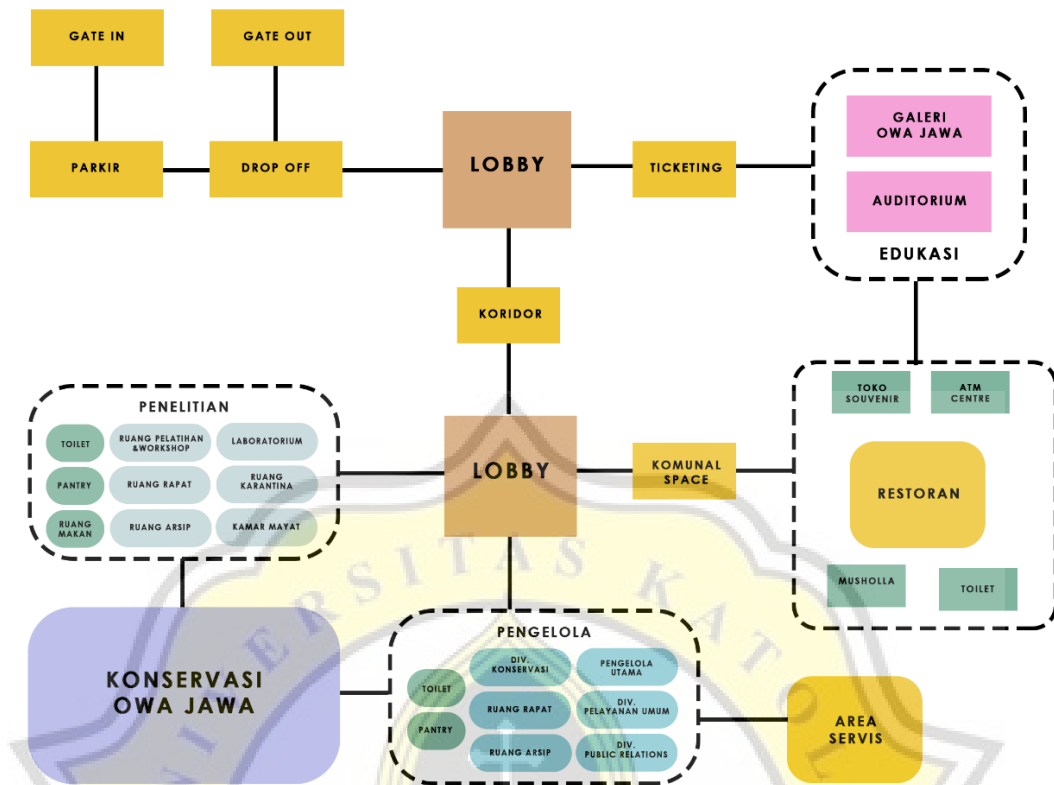 GATE IN
GATE OUT
PARKIR
DROP OFF
LOBBY
TICKETING
GALERI
OWA JAWA
AUDITORIUM
EDUKASI
KORIDOR
PENELITIAN
TOILET
RUANG PELATIHAN
&WORKSHOP
LABORATORIUM
PANTRY
RUANG RAPAT
RUANG
KARANTINA
RUANG
MAKAN
RUANG ARSIP
KAMAR MAYAT
LOBBY
KOMUNAL
SPACE
TOKO
SOUVENIR
ATM
CENTRE
RESTORAN
MUSHOLLA
TOILET
KONSERVASI
OWA JAWA
PENGELOLA
TOILET
PANTRY
DIV.
KONSERVASI
PENGELOLA
UTAMA
RUANG RAPAT
DIV.
PELAYANAN UMUM
RUANG ARSIP
DIV.
PUBLIC RELATIONS
AREA
SERVIS
NIERSITAS KATOL